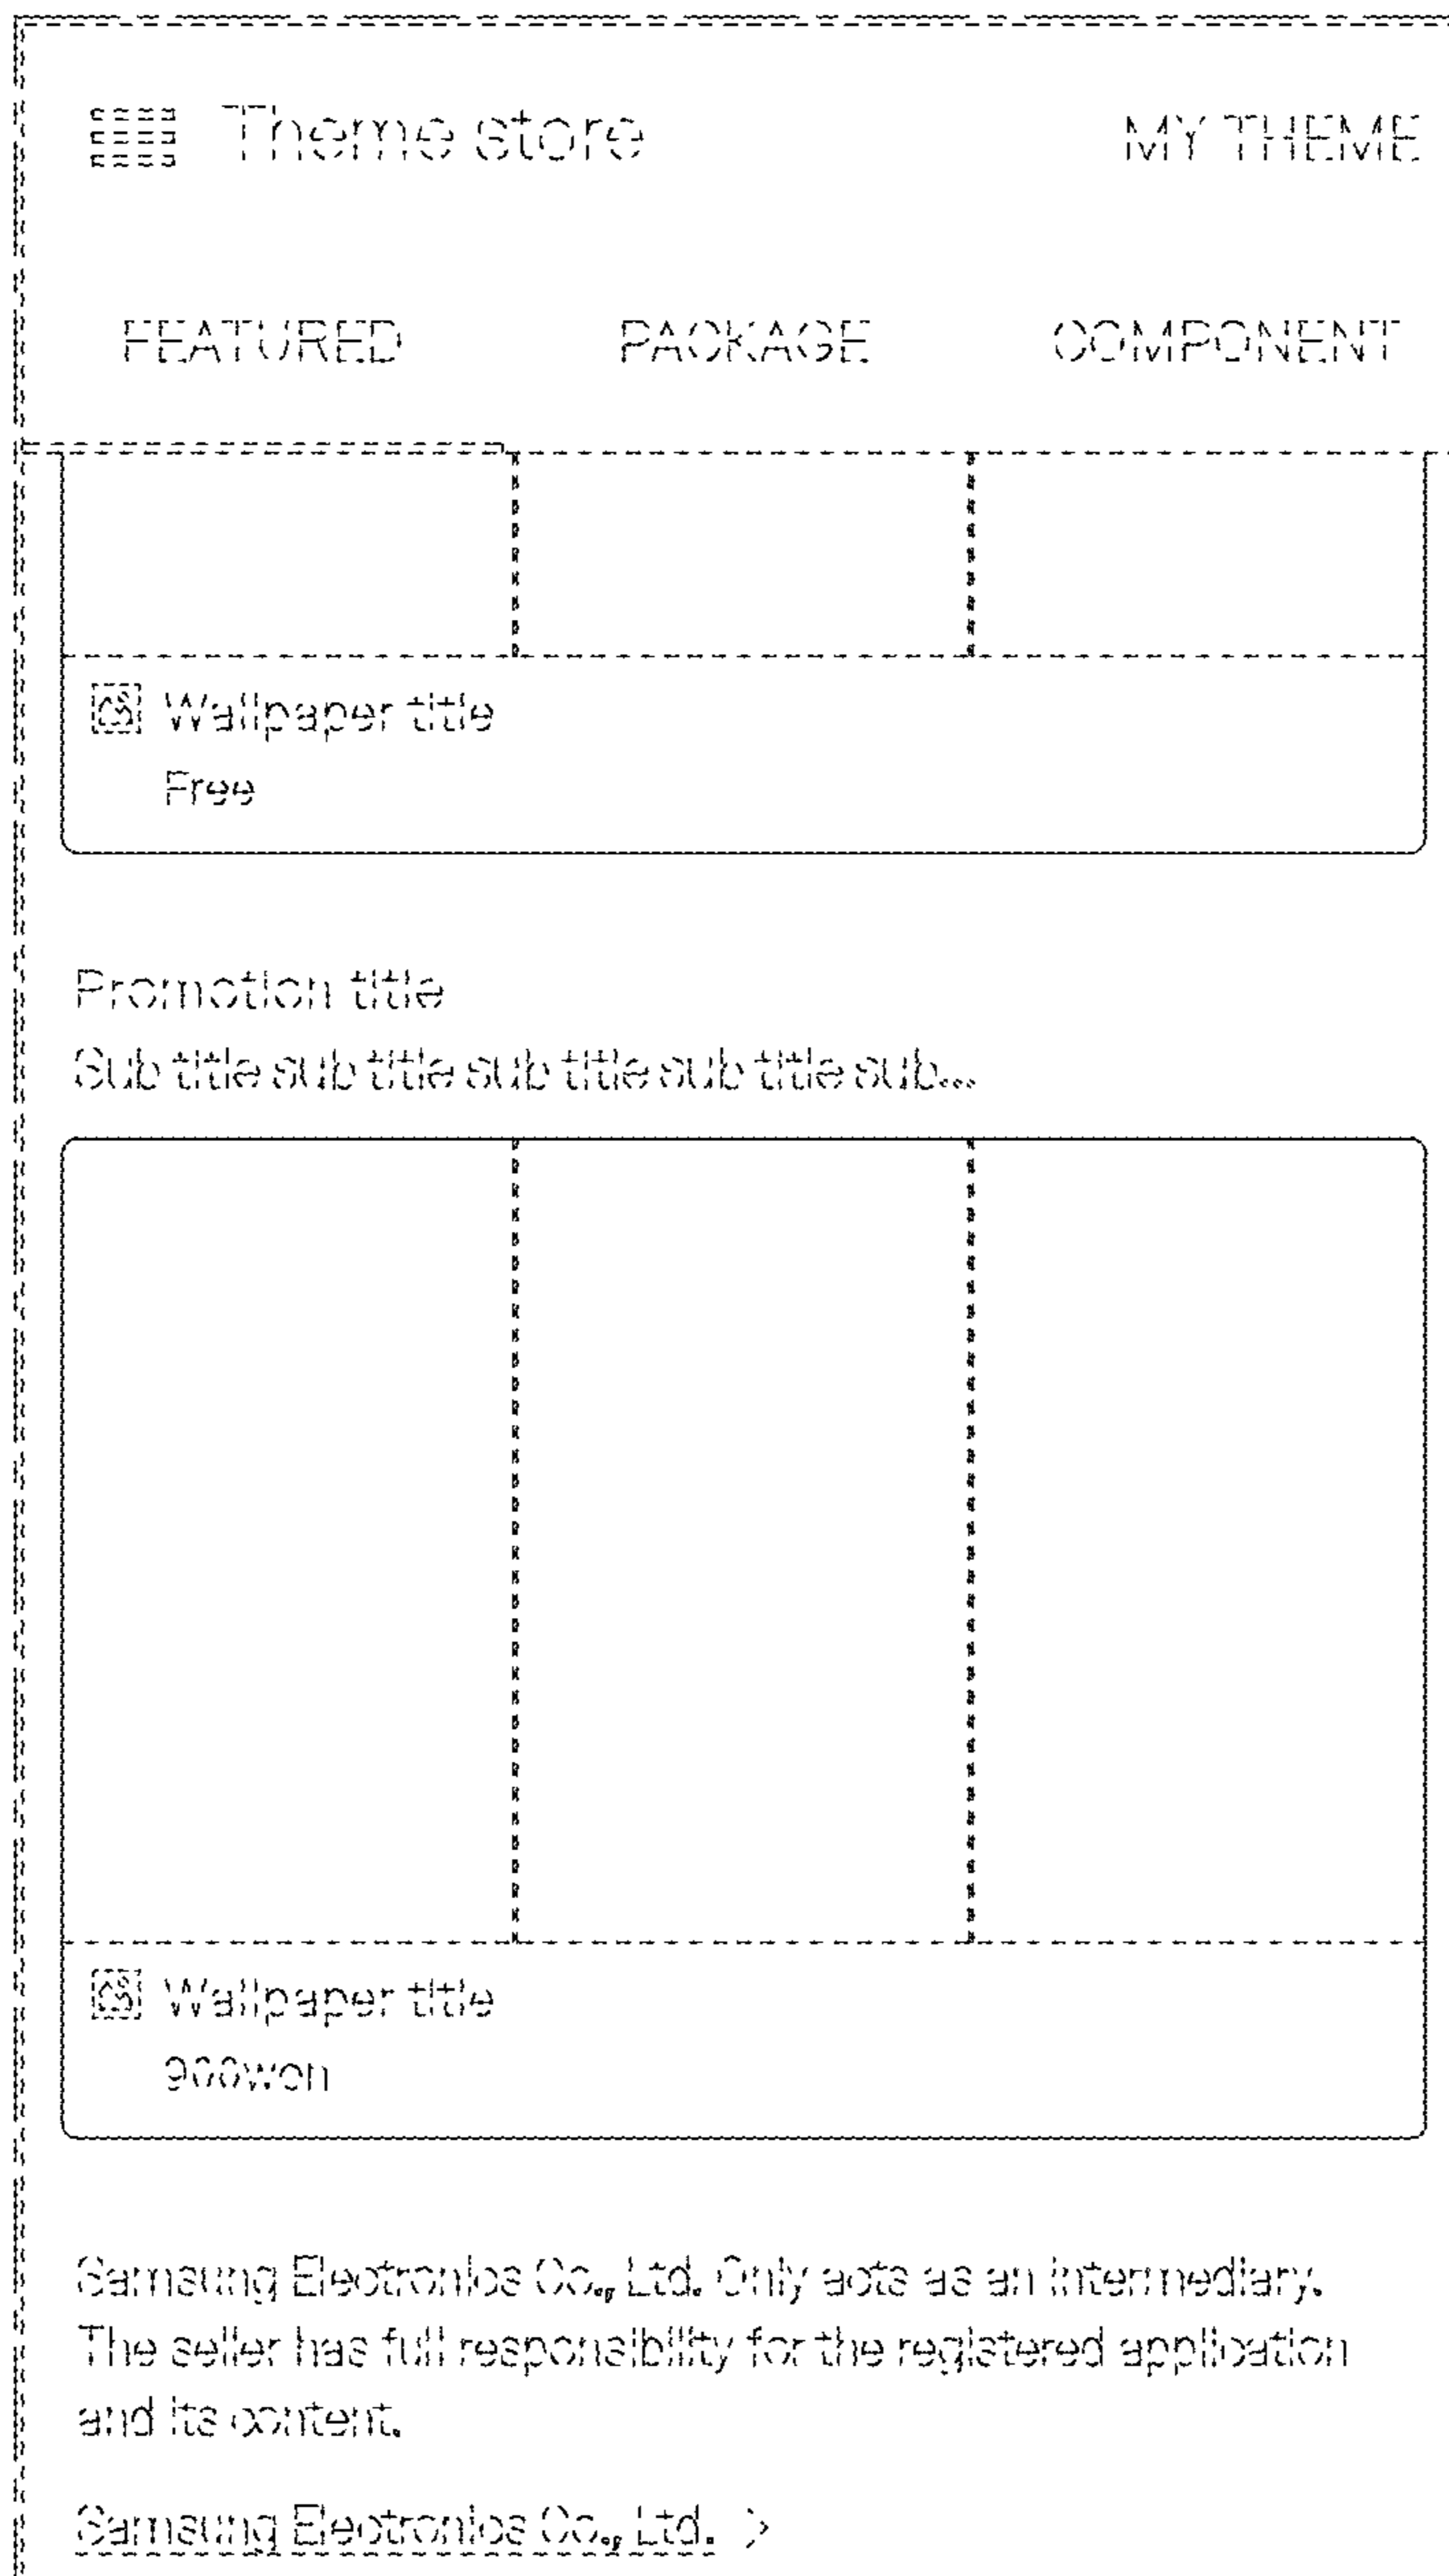 Theme store
MY THEME
FEATURED
PACKAGE
COMPONENT
Wallpaper title
Free
Promotion title
Sub title sub title sub title sub title sub...
Wallpaper title
900won
Samsung Electronics Co., Ltd. Only acts as an intermediary.
The seller has full responsibility for the registered application
and its content.
Samsung Electronics Co., Ltd. >